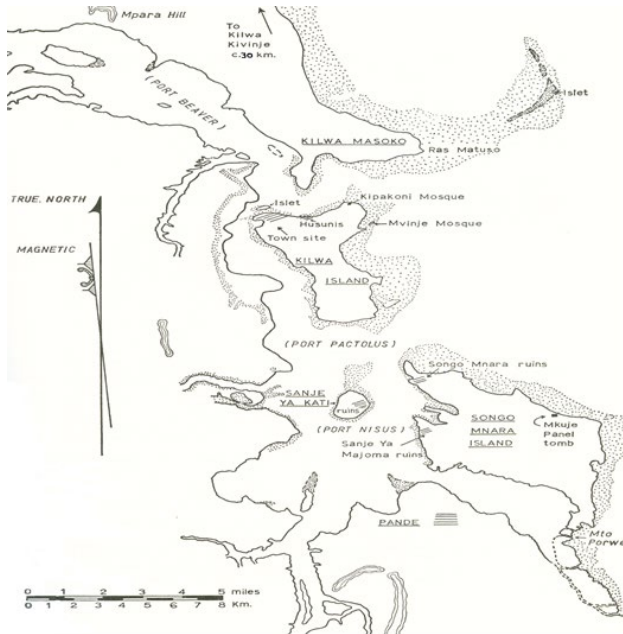 Mpara Hill
To
Kilwa
Kivinje
c.30 km.
(PORT BEAVER)
Islet
KILWA MASOKO
Ras Matuso
TRUE. NORTH
MAGNETIC
Islet
Kipakoni Mosque
Husunis
Mvinje Mosque
Town site
KILWA
ISLAND
(PORT PACTOLUS)
Songo Mnara ruins
SANJE
YA KATI
ruins
SONGO
MNARA
ISLAND
Mkuje
Panel
tomb
(PORT NISUS)
Sanje Ya
Majoma ruins
PANDE
Mto
Porwe
0 1 2 3 4 5 miles
0 1 2 3 4 5 6 7 8 Km.